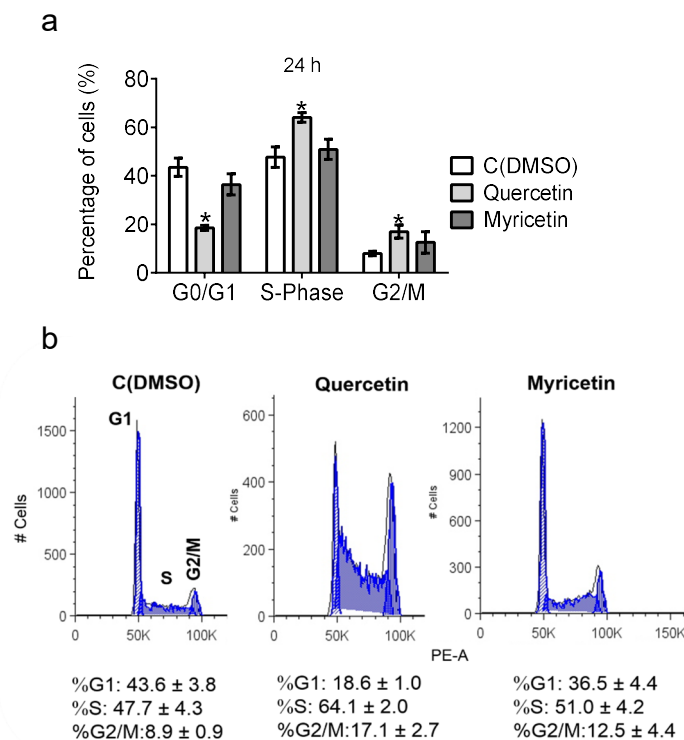 a
24 h
Percentage of cells (%)
80
60
40
20
0
*
*
*
G0/G1 S-Phase G2/M
C(DMSO)
Quercetin
Myricetin
b
C(DMSO)
# Cells
1500
1000
500
0
G1
S
G2/M
0 50K 100K
%G1: 43.6 ± 3.8
%S: 47.7 ± 4.3
%G2/M:8.9 ± 0.9
Quercetin
# Cells
600
400
200
0
0 50K 100K
%G1: 18.6 ± 1.0
%S: 64.1 ± 2.0
%G2/M:17.1 ± 2.7
Myricetin
# Cells
1200
900
600
300
0
0 50K 100K 150K
PE-A
%G1: 36.5 ± 4.4
%S: 51.0 ± 4.2
%G2/M:12.5 ± 4.4